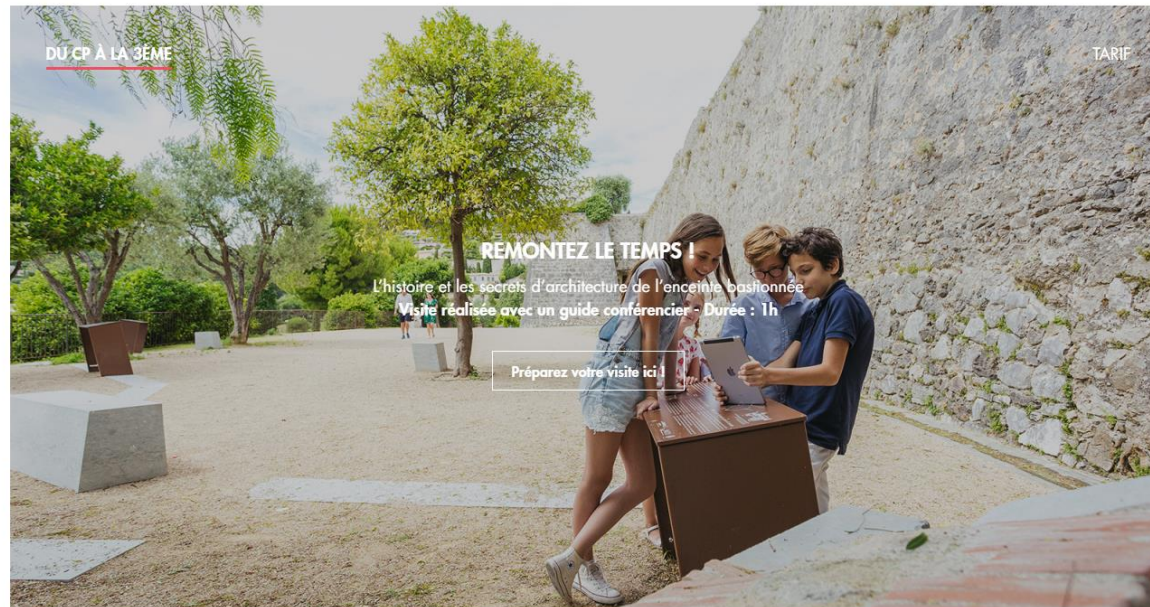 DU CP À LA 3ÈME
TARIF
REMONTEZ LE TEMPS !
L'histoire et les secrets d'architecture de l'enceinte bastionnée
Visite réalisée avec un guide conférencier - Durée : 1h
Préparez votre visite ici !